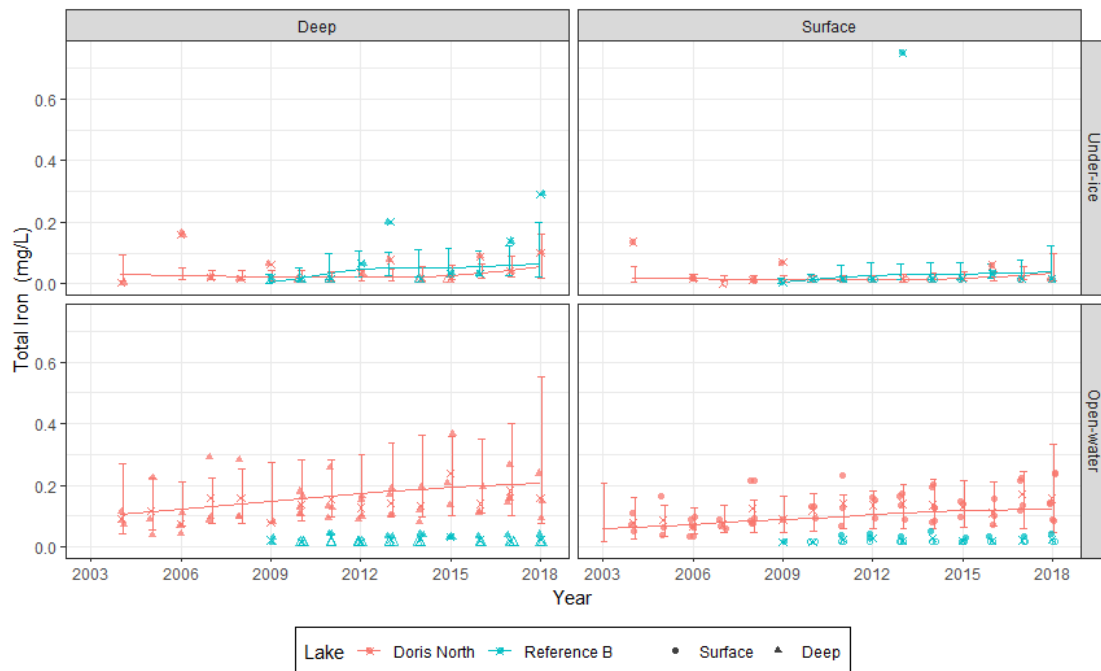 Deep Surface
0.6
0.4
0.2
0.0
Under-ice
Total Iron (mg/L)
0.6
0.4
0.2
0.0
Open-water
2003 2006 2009 2012 2015 2018 2003 2006 2009 2012 2015 2018
Year
Lake Doris North Reference B Surface Deep